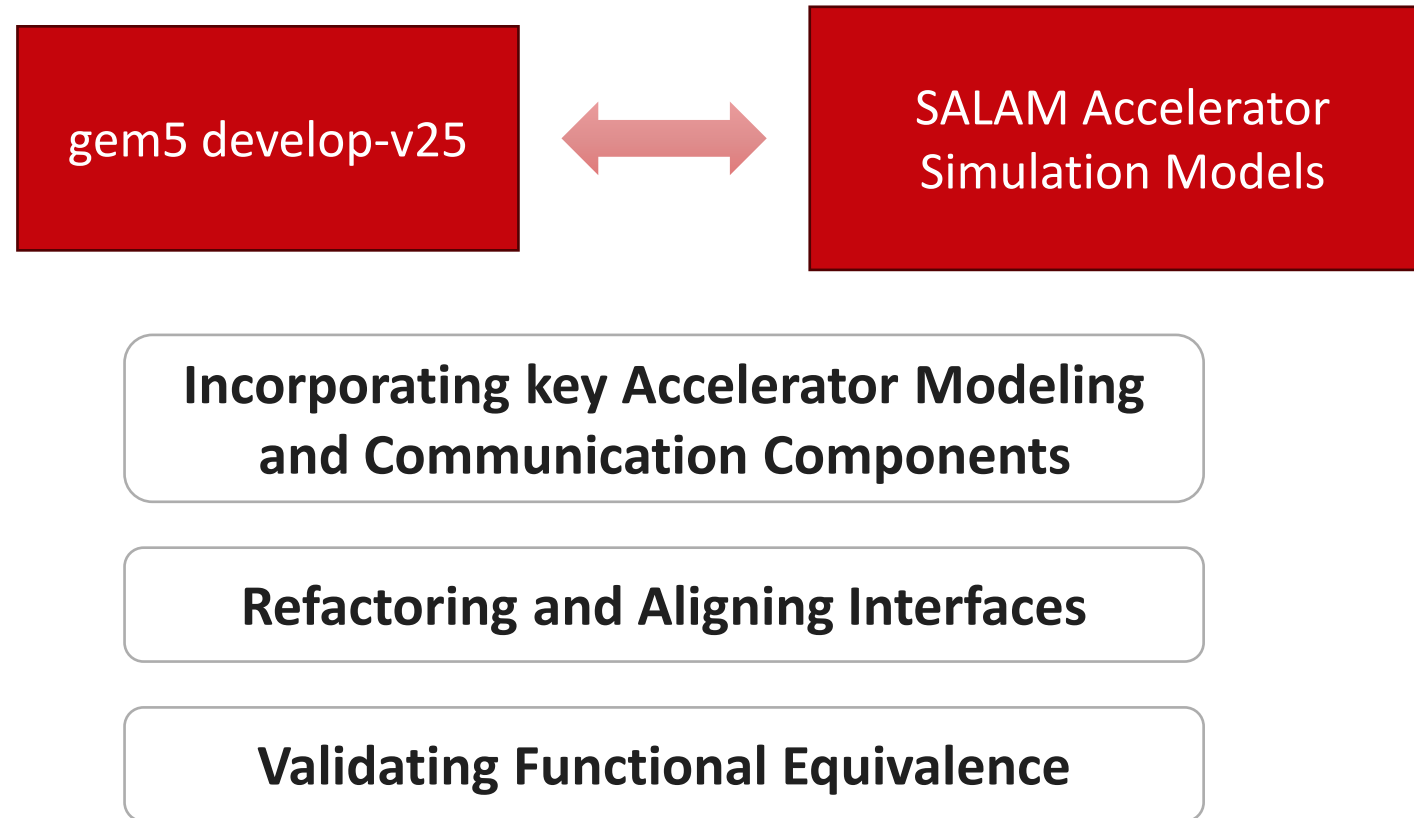 gem5 develop-v25
SALAM Accelerator
Simulation Models
Incorporating key Accelerator Modeling
and Communication Components
Refactoring and Aligning Interfaces
Validating Functional Equivalence